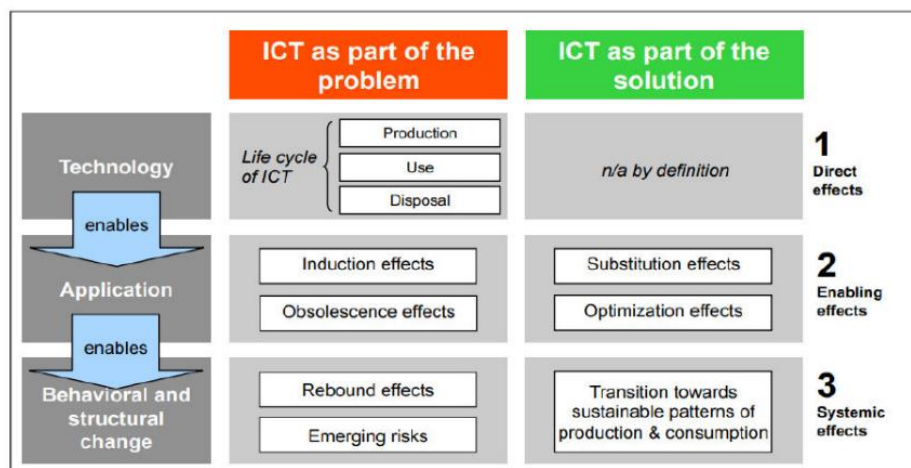 ICT as part of the
problem
ICT as part of the
solution
Technology
Life cycle
of ICT
Production
Use
Disposal
n/a by definition
1
Direct
effects
enables
Application
Induction effects
Obsolescence effects
Substitution effects
Optimization effects
2
Enabling
effects
enables
Behavioral and
structural
change
Rebound effects
Emerging risks
Transition towards
sustainable patterns of
production & consumption
3
Systemic
effects